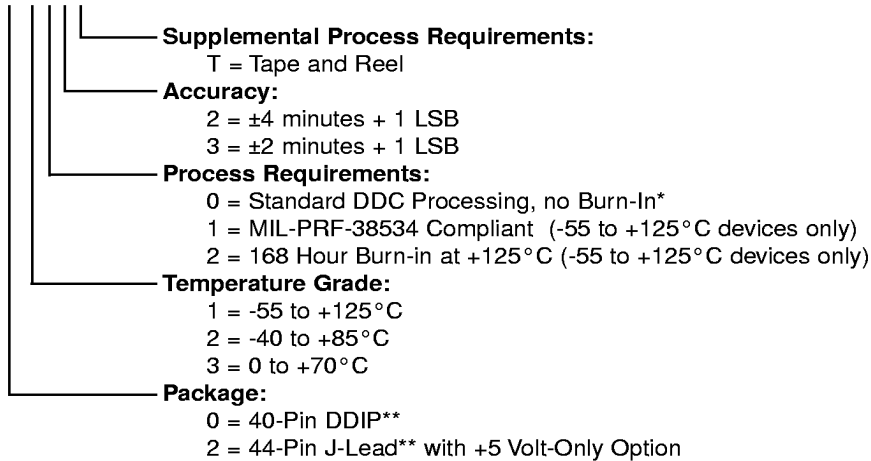 Supplemental Process Requirements:
T = Tape and Reel
Accuracy:
2 = ±4 minutes + 1 LSB
3 = ±2 minutes + 1 LSB
Process Requirements:
0 = Standard DDC Processing, no Burn-In*
1 = MIL-PRF-38534 Compliant (-55 to +125°C devices only)
2 = 168 Hour Burn-in at +125°C (-55 to +125°C devices only)
Temperature Grade:
1 = -55 to +125°C
2 = -40 to +85°C
3 = 0 to +70°C
Package:
0 = 40-Pin DDIP**
2 = 44-Pin J-Lead** with +5 Volt-Only Option